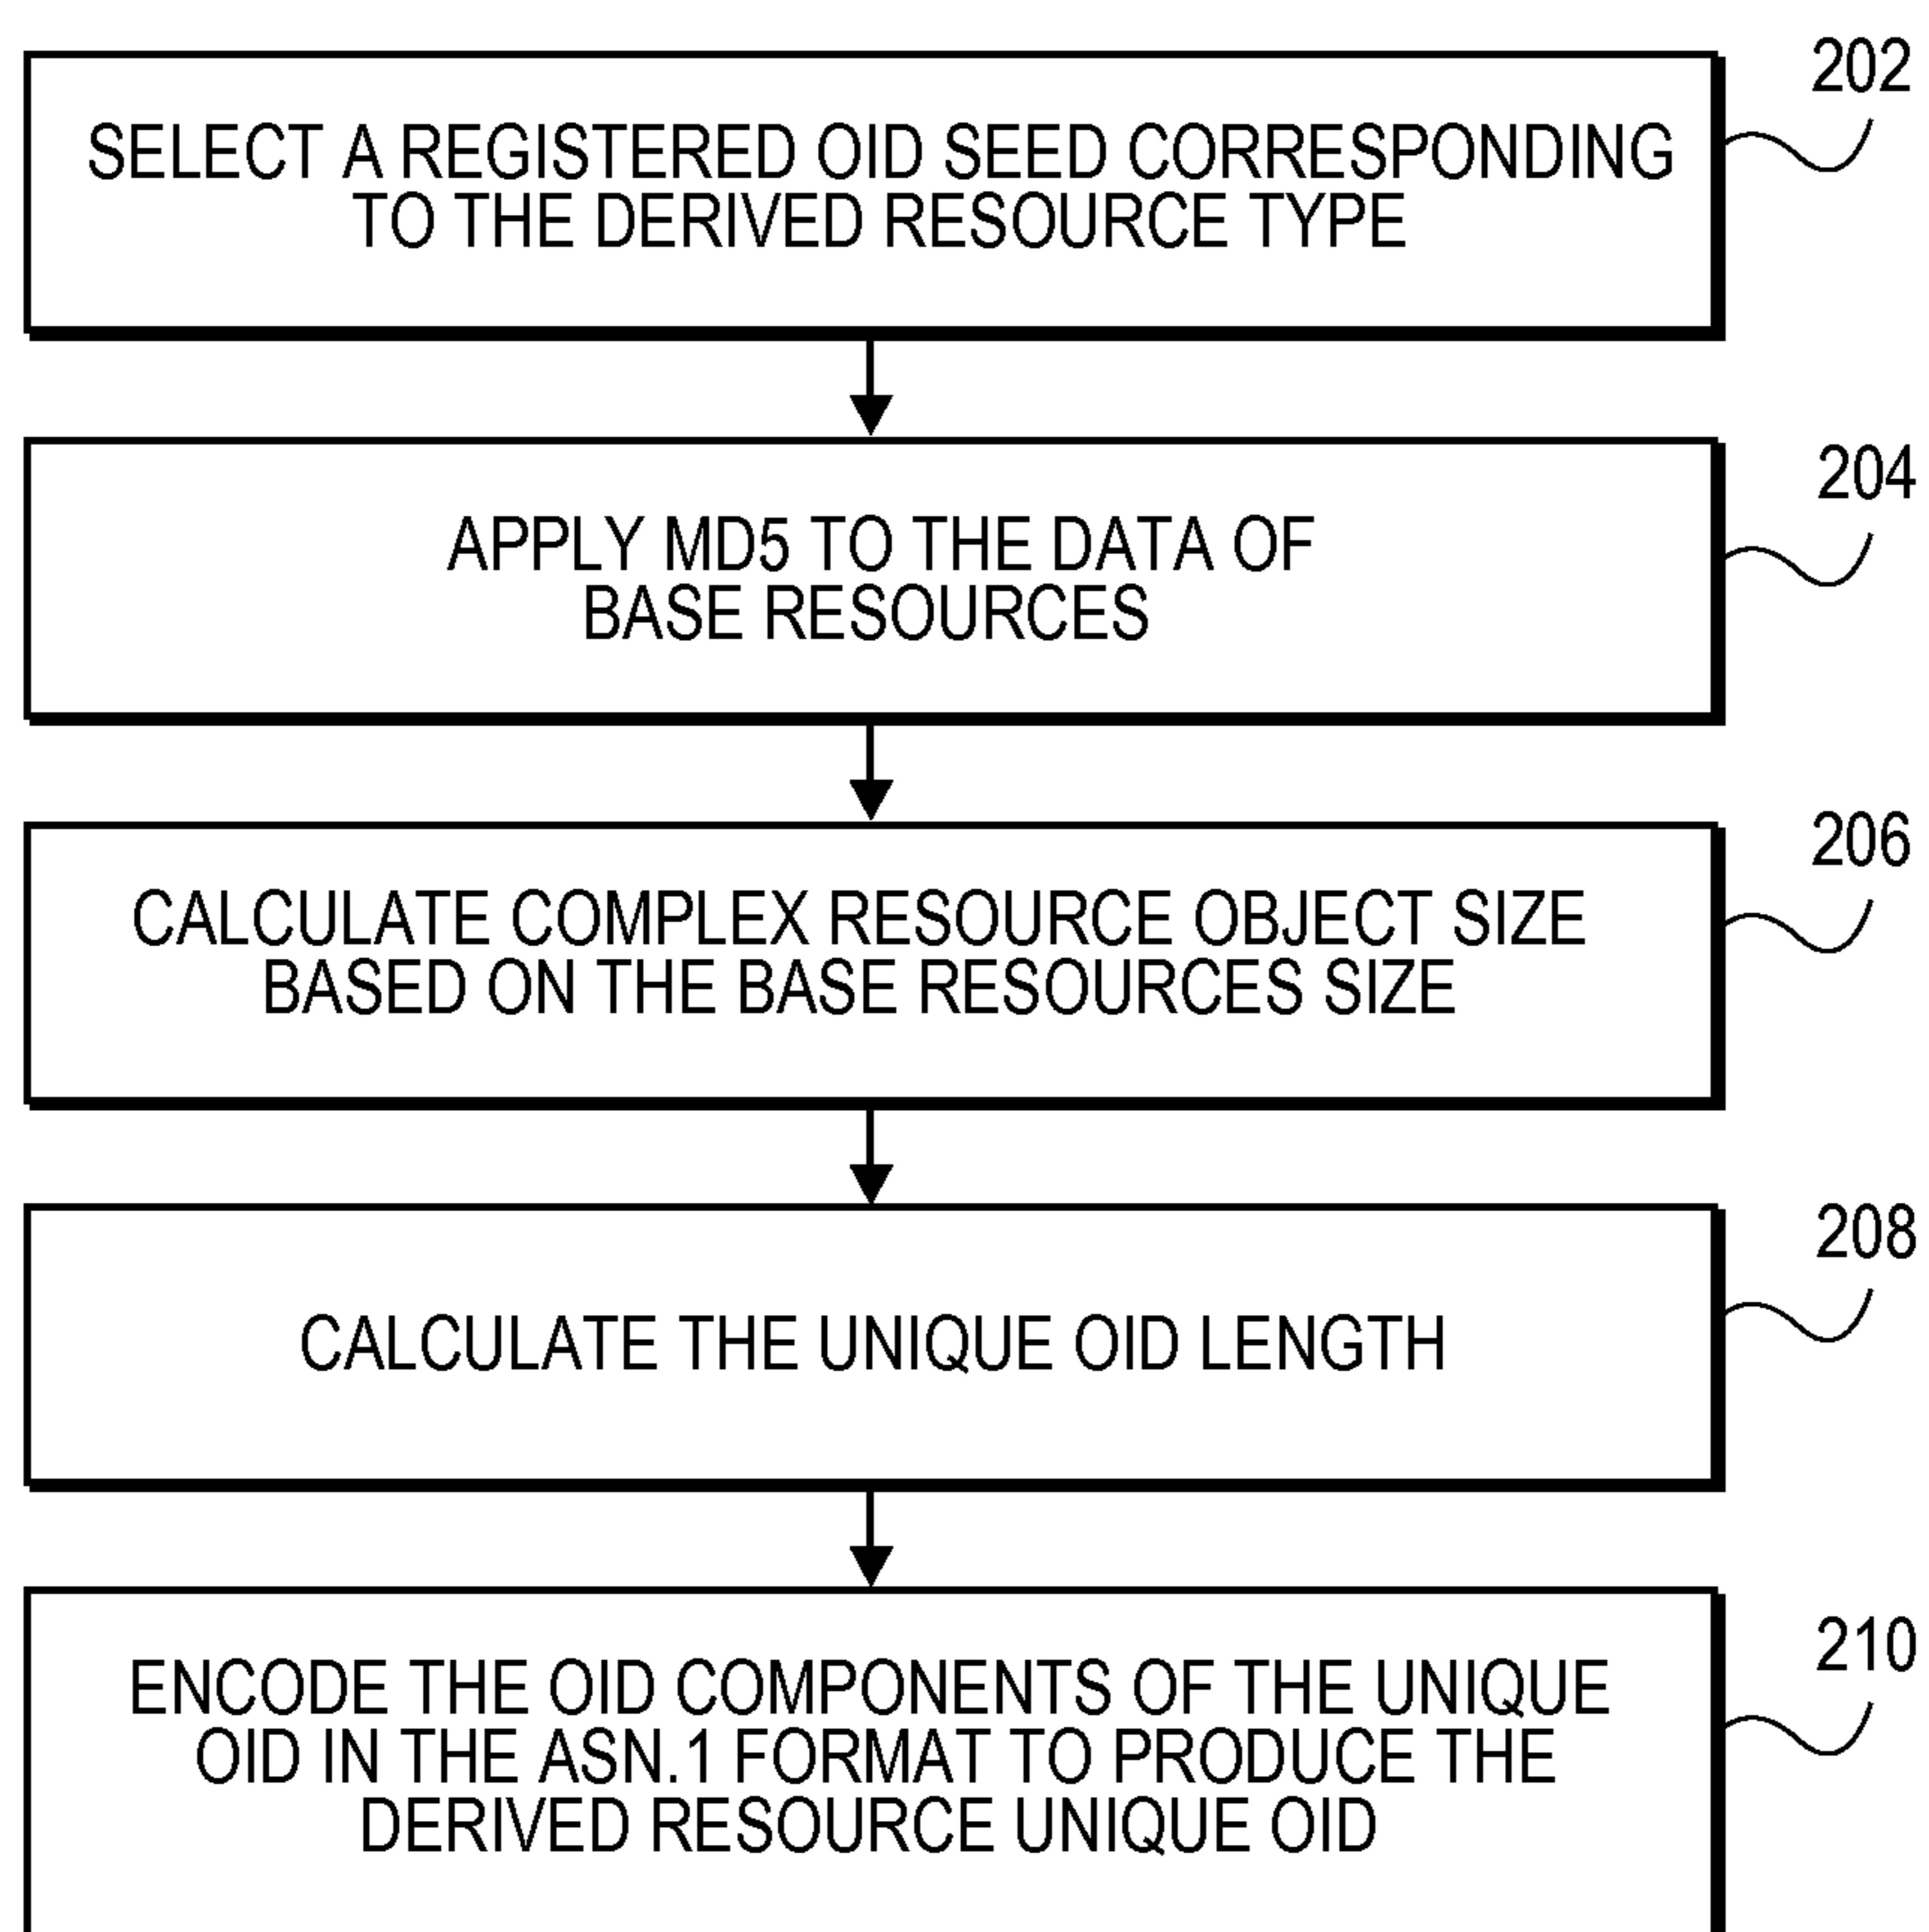 202
SELECT A REGISTERED OID SEED CORRESPONDING
TO THE DERIVED RESOURCE TYPE
204
APPLY MD5 TO THE DATA OF
BASE RESOURCES
206
CALCULATE COMPLEX RESOURCE OBJECT SIZE
BASED ON THE BASE RESOURCES SIZE
208
CALCULATE THE UNIQUE OID LENGTH
210
ENCODE THE OID COMPONENTS OF THE UNIQUE
OID IN THE ASN.1 FORMAT TO PRODUCE THE
DERIVED RESOURCE UNIQUE OID